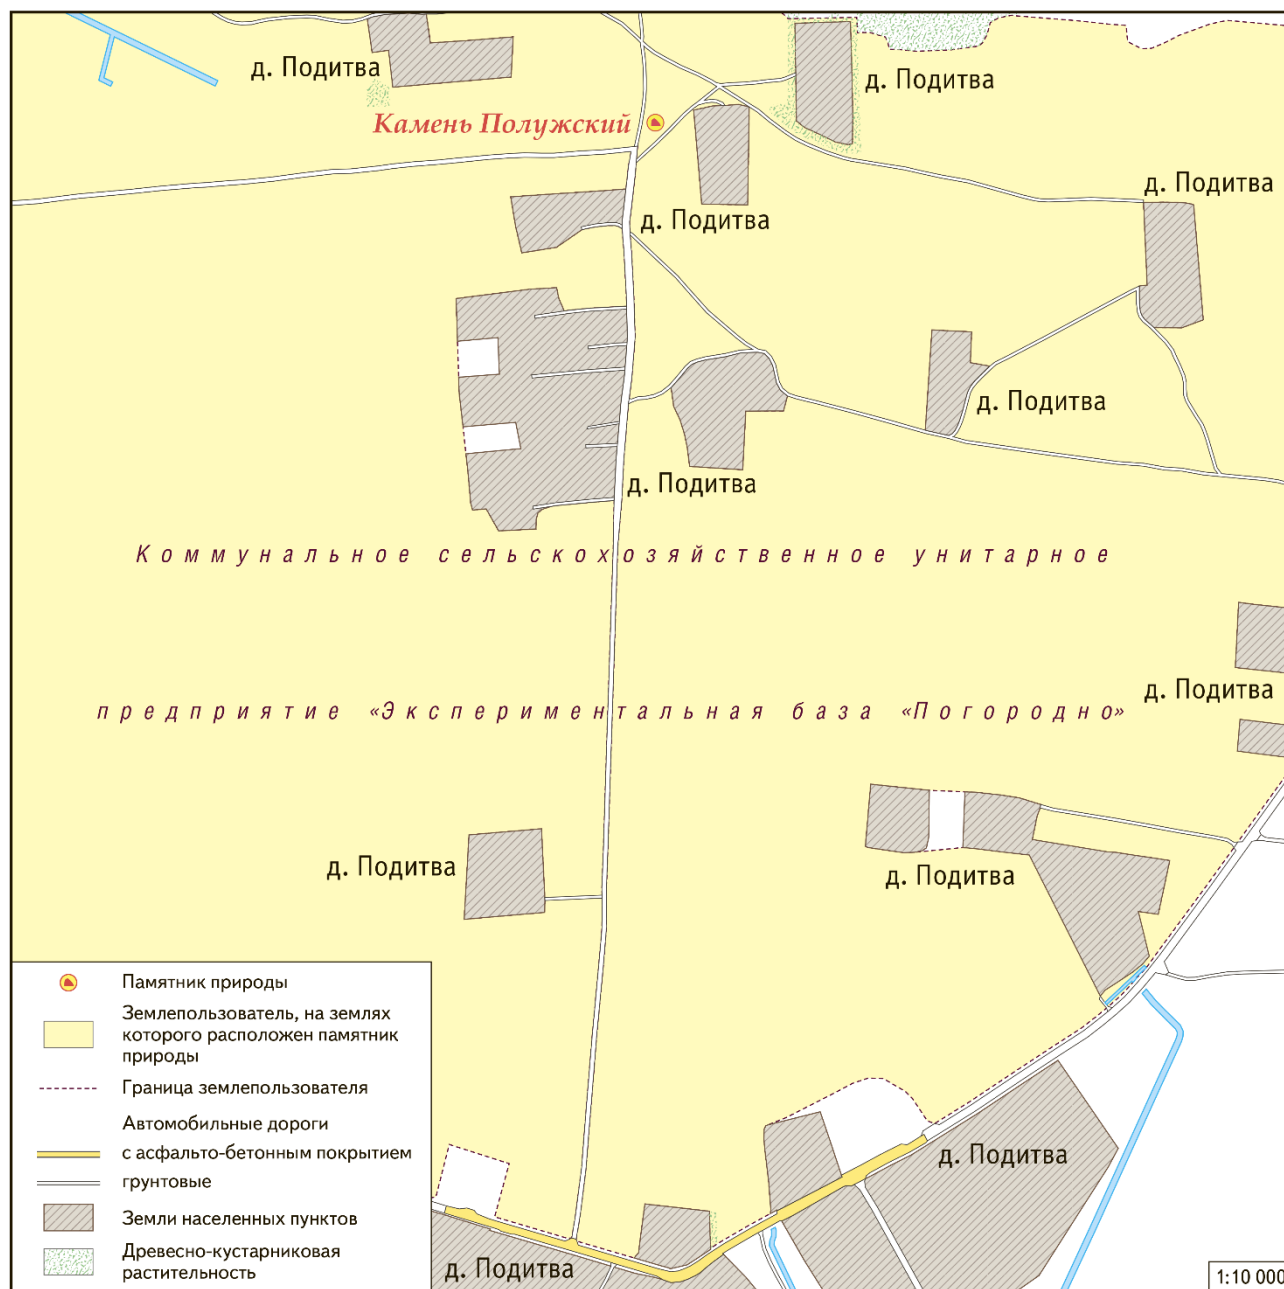 д. Подитва
д. Подитва
Камень Полужский
д. Подитва
д. Подитва
д. Подитва
д. Подитва
Коммунальное сельскохозяйственное унитарное
д. Подитва
предприятие «Экспериментальная база «Погородно»
д. Подитва
д. Подитва
Памятник природы
Землепользователь, на землях
которого расположен памятник
природы
Граница землепользователя
Автомобильные дороги
с асфальто-бетонным покрытием
грунтовые
Земли населенных пунктов
Древесно-кустарниковая
растительность
д. Подитва
д. Подитва
1:10 000